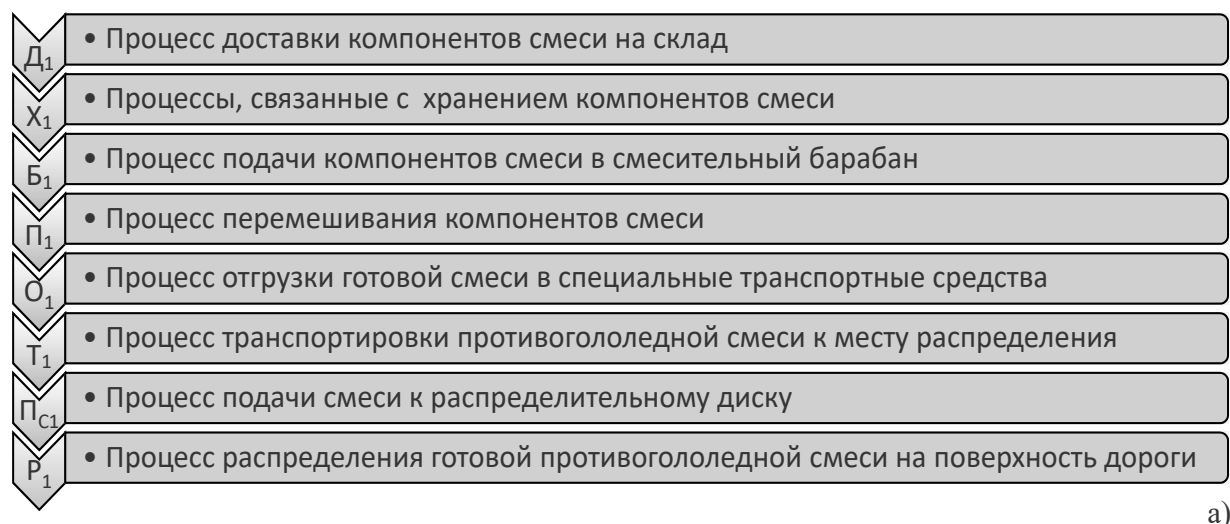 Д1 • Процесс доставки компонентов смеси на склад
Х1 • Процессы, связанные с хранением компонентов смеси
Б1 • Процесс подачи компонентов смеси в смесительный барабан
П1 • Процесс перемешивания компонентов смеси
О1 • Процесс отгрузки готовой смеси в специальные транспортные средства
Т1 • Процесс транспортировки противогололедной смеси к месту распределения
ПС1 • Процесс подачи смеси к распределительному диску
Р1 • Процесс распределения готовой противогололедной смеси на поверхность дороги
а)